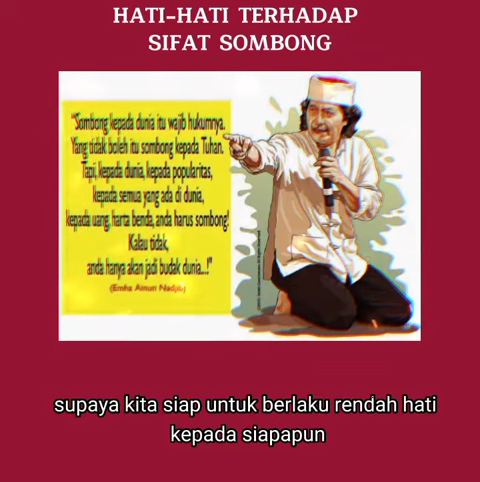 HATI-HATI TERHADAP
SIFAT SOMBONG
"Sombong kepada dunia itu wajib hukumnya.
Yang tidak boleh itu sombong kepada Tuhan.
Tapi, kepada dunia, kepada popularitas,
kepada semua yang ada di dunia,
kepada uang, harta benda, anda harus sombong!
Kalau tidak,
anda hanya akan jadi budak dunia...!"
(Emha Ainun Nadjib)
supaya kita siap untuk berlaku rendah hati
kepada siapapun